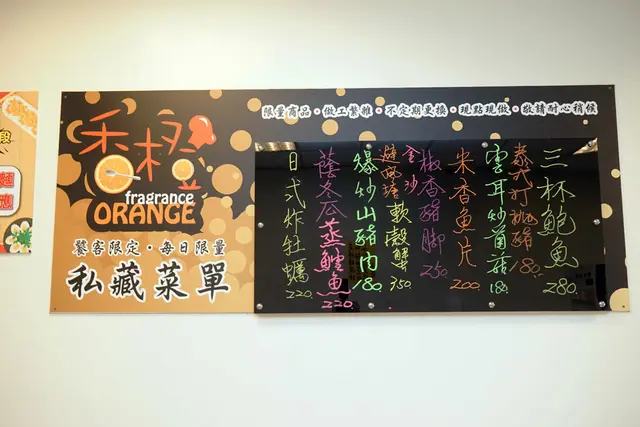 香橙
fragrance
ORANGE
饕客限定・每日限量
私藏菜單
限量商品・做工繁雜・不定期更換・現點現做・敬請耐心稍候
三杯鮑魚 280.
泰式打拋豬 180.
雲耳炒菌菇 180
米香魚片 200
椒香豬腳 250
金沙
避風塘 軟殼蟹 350
爆炒山豬肉 180
蔭冬瓜蒸鱈魚 220.
日式炸牡蠣 220.